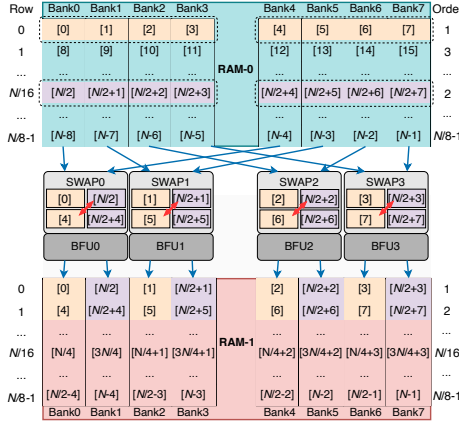 Row Bank0 Bank1 Bank2 Bank3 Bank4 Bank5 Bank6 Bank7 Orde
0 [0] [1] [2] [3] [4] [5] [6] [7] 1
1 [8] [9] [10] [11] [12] [13] [14] [15] 3
... ... ... RAM-0 ... ... ...
N/16 [N/2] [N/2+1] [N/2+2] [N/2+3] [N/2+4] [N/2+5] [N/2+6] [N/2+7] 2
... ... ... ... ... ...
N/8-1 [N-8] [N-7] [N-6] [N-5] [N-4] [N-3] [N-2] [N-1] N/8-1
SWAP0 SWAP1 SWAP2 SWAP3
[0] [N/2] [1] [N/2+1] [2] [N/2+2] [3] [N/2+3]
[4] [N/2+4] [5] [N/2+5] [6] [N/2+6] [7] [N/2+7]
BFU0 BFU1 BFU2 BFU3
0 [0] [N/2] [1] [N/2+1] [2] [N/2+2] [3] [N/2+3] 1
1 [4] [N/2+4] [5] [N/2+5] [6] [N/2+6] [7] [N/2+7] 2
... ... ... RAM-1 ... ... ...
N/16 [N/4] [3N/4] [N/4+1] [3N/4+1] [N/4+2] [3N/4+2] [N/4+3] [3N/4+3] N/16
... ... ... ... ... ...
N/8-1 [N/2-4] [N-4] [N/2-3] [N-3] [N/2-2] [N-2] [N/2-1] [N-1] N/8-1
Bank0 Bank1 Bank2 Bank3 Bank4 Bank5 Bank6 Bank7